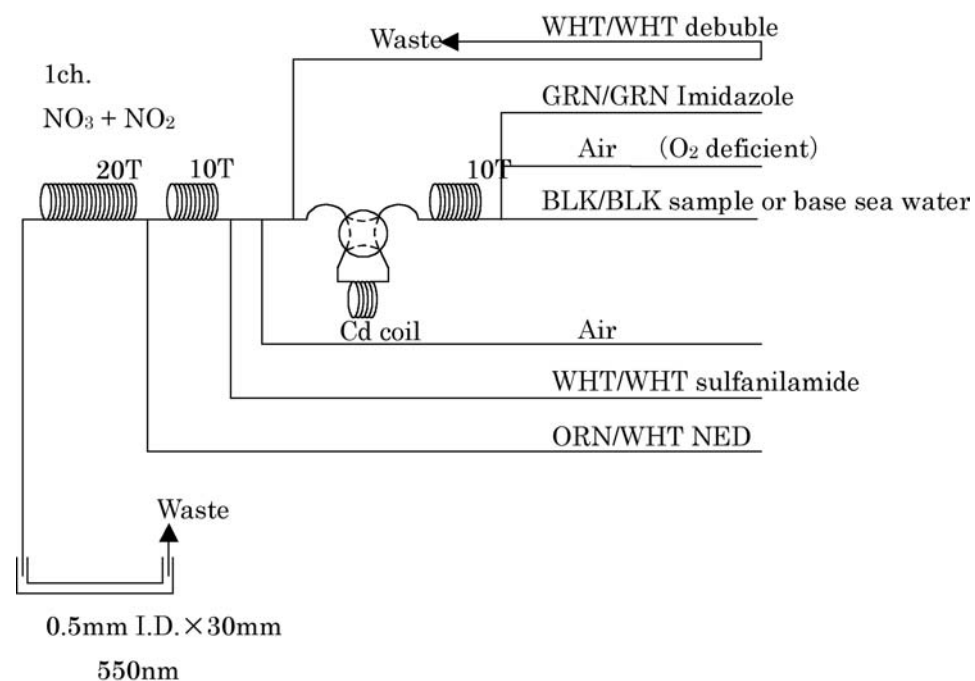 WHT/WHT debuble
Waste
1ch.
NO₃ + NO₂
GRN/GRN Imidazole
Air (O₂ deficient)
20T
10T
10T
BLK/BLK sample or base sea water
Cd coil
Air
WHT/WHT sulfanilamide
ORN/WHT NED
Waste
0.5mm I.D.×30mm
550nm